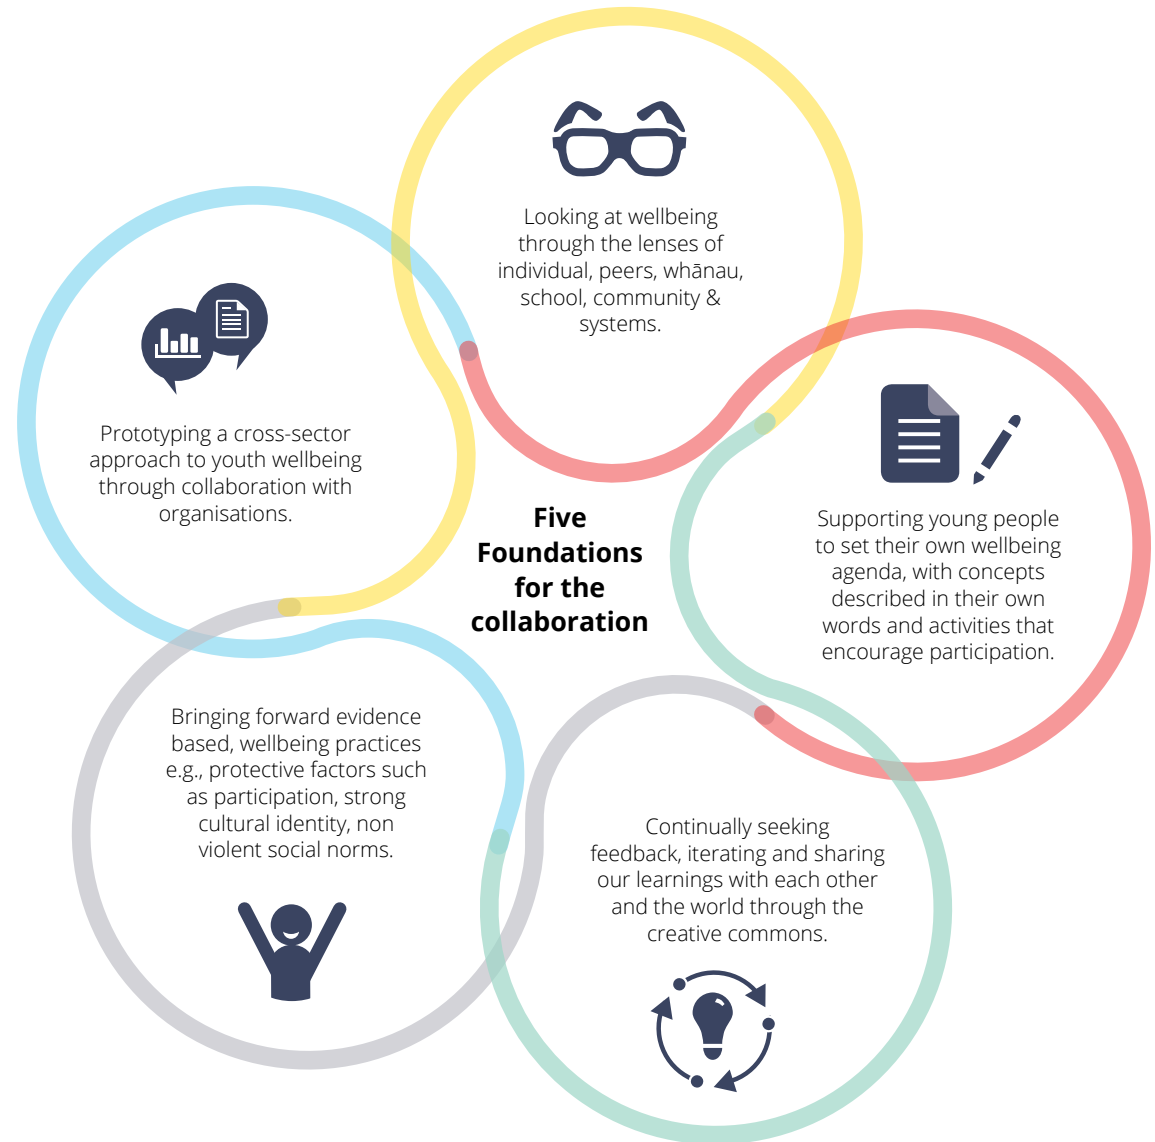 Looking at wellbeing
through the lenses of
individual, peers, whānau,
school, community &
systems.
Prototyping a cross-sector
approach to youth wellbeing
through collaboration with
organisations.
Five
Foundations
for the
collaboration
Supporting young people
to set their own wellbeing
agenda, with concepts
described in their own
words and activities that
encourage participation.
Bringing forward evidence
based, wellbeing practices
e.g., protective factors such
as participation, strong
cultural identity, non
violent social norms.
Continually seeking
feedback, iterating and sharing
our learnings with each other
and the world through the
creative commons.